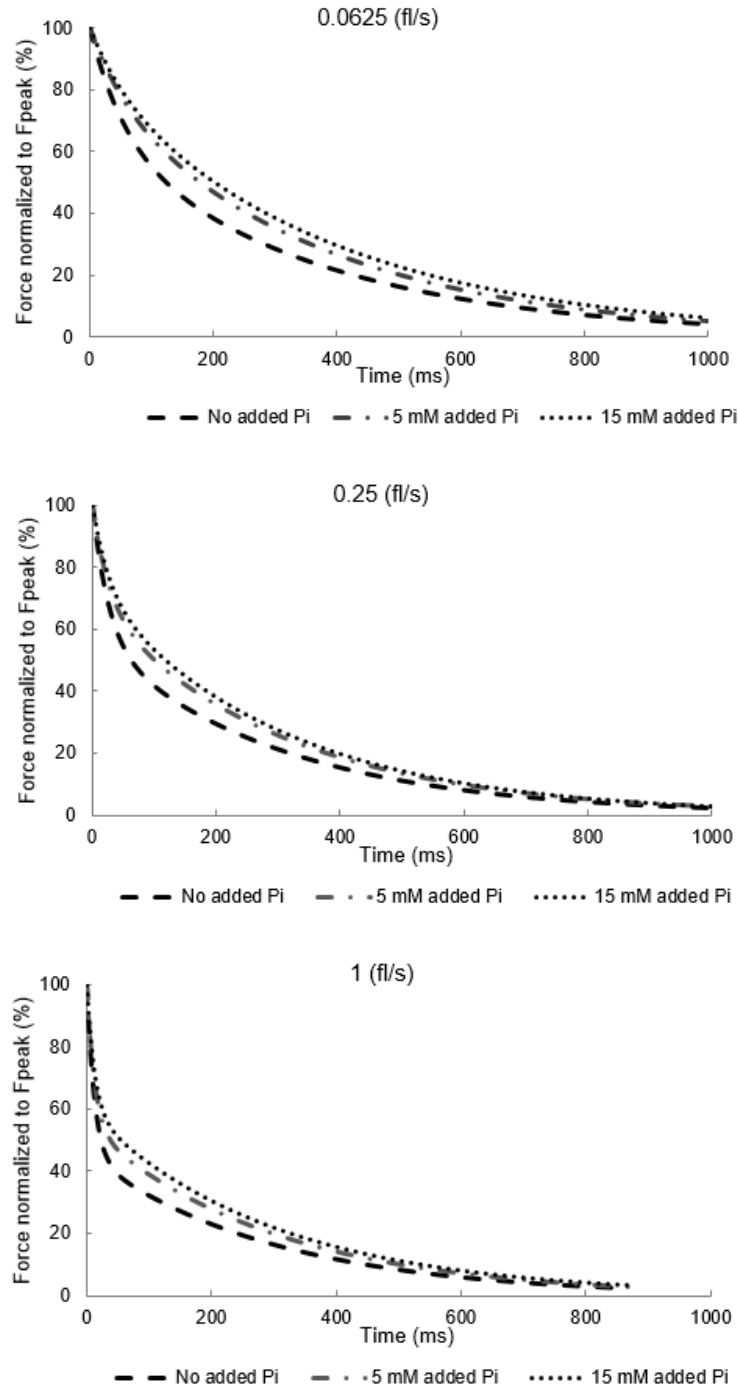 0.0625 (fl/s)
Force normalized to Fpeak (%)
100
80
60
40
20
0
0 200 400 600 800 1000
Time (ms)
No added Pi 5 mM added Pi 15 mM added Pi
0.25 (fl/s)
Force normalized to Fpeak (%)
100
80
60
40
20
0
0 200 400 600 800 1000
Time (ms)
No added Pi 5 mM added Pi 15 mM added Pi
1 (fl/s)
Force normalized to Fpeak (%)
100
80
60
40
20
0
0 200 400 600 800 1000
Time (ms)
No added Pi 5 mM added Pi 15 mM added Pi